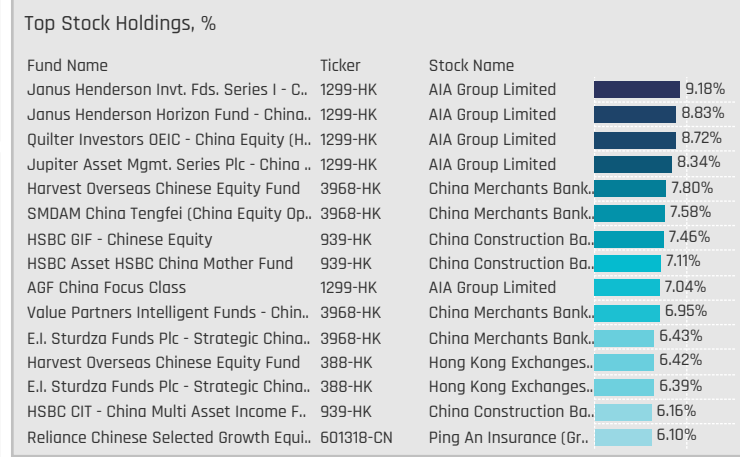 Top Stock Holdings, %
Fund Name Ticker Stock Name
Janus Henderson Invt. Fds. Series I - C.. 1299-HK AIA Group Limited 9.18%
Janus Henderson Horizon Fund - China.. 1299-HK AIA Group Limited 8.83%
Quilter Investors OEIC - China Equity (H.. 1299-HK AIA Group Limited 8.72%
Jupiter Asset Mgmt. Series Plc - China .. 1299-HK AIA Group Limited 8.34%
Harvest Overseas Chinese Equity Fund 3968-HK China Merchants Bank.. 7.80%
SMDAM China Tengfei (China Equity Op.. 3968-HK China Merchants Bank.. 7.58%
HSBC GIF - Chinese Equity 939-HK China Construction Ba.. 7.46%
HSBC Asset HSBC China Mother Fund 939-HK China Construction Ba.. 7.11%
AGF China Focus Class 1299-HK AIA Group Limited 7.04%
Value Partners Intelligent Funds - Chin.. 3968-HK China Merchants Bank.. 6.95%
E.I. Sturdza Funds Plc - Strategic China.. 3968-HK China Merchants Bank.. 6.43%
Harvest Overseas Chinese Equity Fund 388-HK Hong Kong Exchanges.. 6.42%
E.I. Sturdza Funds Plc - Strategic China.. 388-HK Hong Kong Exchanges.. 6.39%
HSBC CIT - China Multi Asset Income F.. 939-HK China Construction Ba.. 6.16%
Reliance Chinese Selected Growth Equi.. 601318-CN Ping An Insurance (Gr.. 6.10%